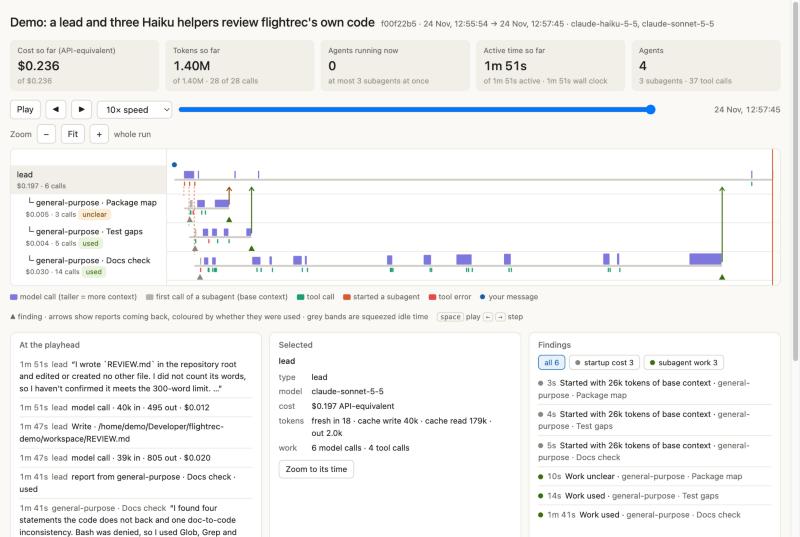 Demo: a lead and three Haiku helpers review flightrec's own code f00f22b5 · 24 Nov, 12:55:54 → 24 Nov, 12:57:45 · claude-haiku-5-5, claude-sonnet-5-5
Cost so far (API-equivalent)
$0.236
of $0.236
Tokens so far
1.40M
of 1.40M · 28 of 28 calls
Agents running now
0
at most 3 subagents at once
Active time so far
1m 51s
of 1m 51s active · 1m 51s wall clock
Agents
4
3 subagents · 37 tool calls
Play ◄ ► 10× speed 24 Nov, 12:57:45
Zoom − Fit + whole run
lead
$0.197 · 6 calls
└ general-purpose · Package map
$0.005 · 3 calls unclear
└ general-purpose · Test gaps
$0.004 · 5 calls used
└ general-purpose · Docs check
$0.030 · 14 calls used
model call (taller = more context) first call of a subagent (base context) tool call started a subagent tool error your message
▲ finding · arrows show reports coming back, coloured by whether they were used · grey bands are squeezed idle time · space play ← → step
At the playhead
1m 51s lead “I wrote `REVIEW.md` in the repository root
and edited or created no other file. I did not count its words,
so I haven't confirmed it meets the 300-word limit. …”
1m 51s lead model call · 40k in · 495 out · $0.012
1m 47s lead Write · /home/demo/Developer/flightrec-
demo/workspace/REVIEW.md
1m 47s lead model call · 39k in · 805 out · $0.020
1m 41s lead report from general-purpose · Docs check ·
used
1m 41s general-purpose · Docs check “I found four
statements the code does not back and one doc-to-code
inconsistency. Bash was denied, so I used Glob, Grep and
Selected
lead
type lead
model claude-sonnet-5-5
cost $0.197 API-equivalent
tokens fresh in 18 · cache write 40k · cache read 179k ·
out 2.0k
work 6 model calls · 4 tool calls
Zoom to its time
Findings
all 6 startup cost 3 subagent work 3
3s Started with 26k tokens of base context · general-
purpose · Package map
4s Started with 26k tokens of base context · general-
purpose · Test gaps
5s Started with 26k tokens of base context · general-
purpose · Docs check
10s Work unclear · general-purpose · Package map
14s Work used · general-purpose · Test gaps
1m 41s Work used · general-purpose · Docs check